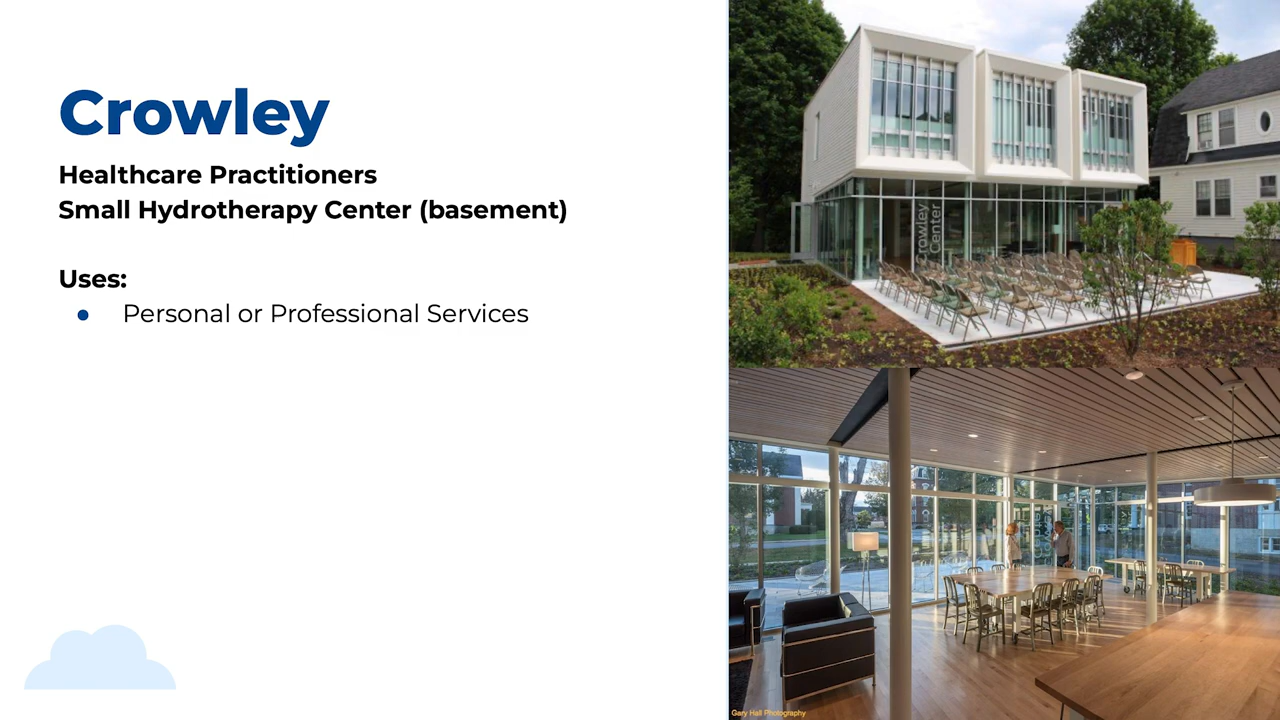 Crowley
Healthcare Practitioners
Small Hydrotherapy Center (basement)
Uses:
● Personal or Professional Services
Crowley
Center
Gary Hall Photography